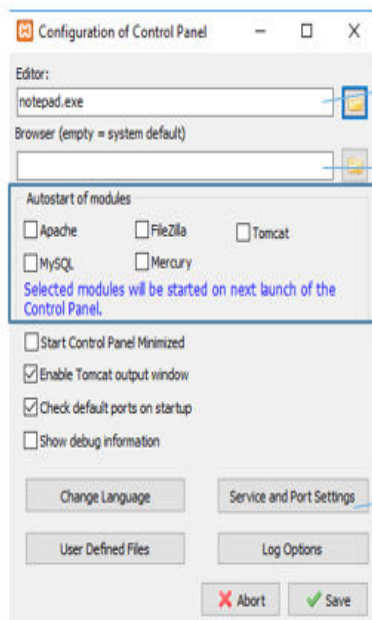 Configuration of Control Panel
Editor:
notepad.exe
Browser (empty = system default)
Autostart of modules
Apache FileZilla Tomcat
MySQL Mercury
Selected modules will be started on next launch of the
Control Panel.
Start Control Panel Minimized
Enable Tomcat output window
Check default ports on startup
Show debug information
Change Language Service and Port Settings
User Defined Files Log Options
Abort Save